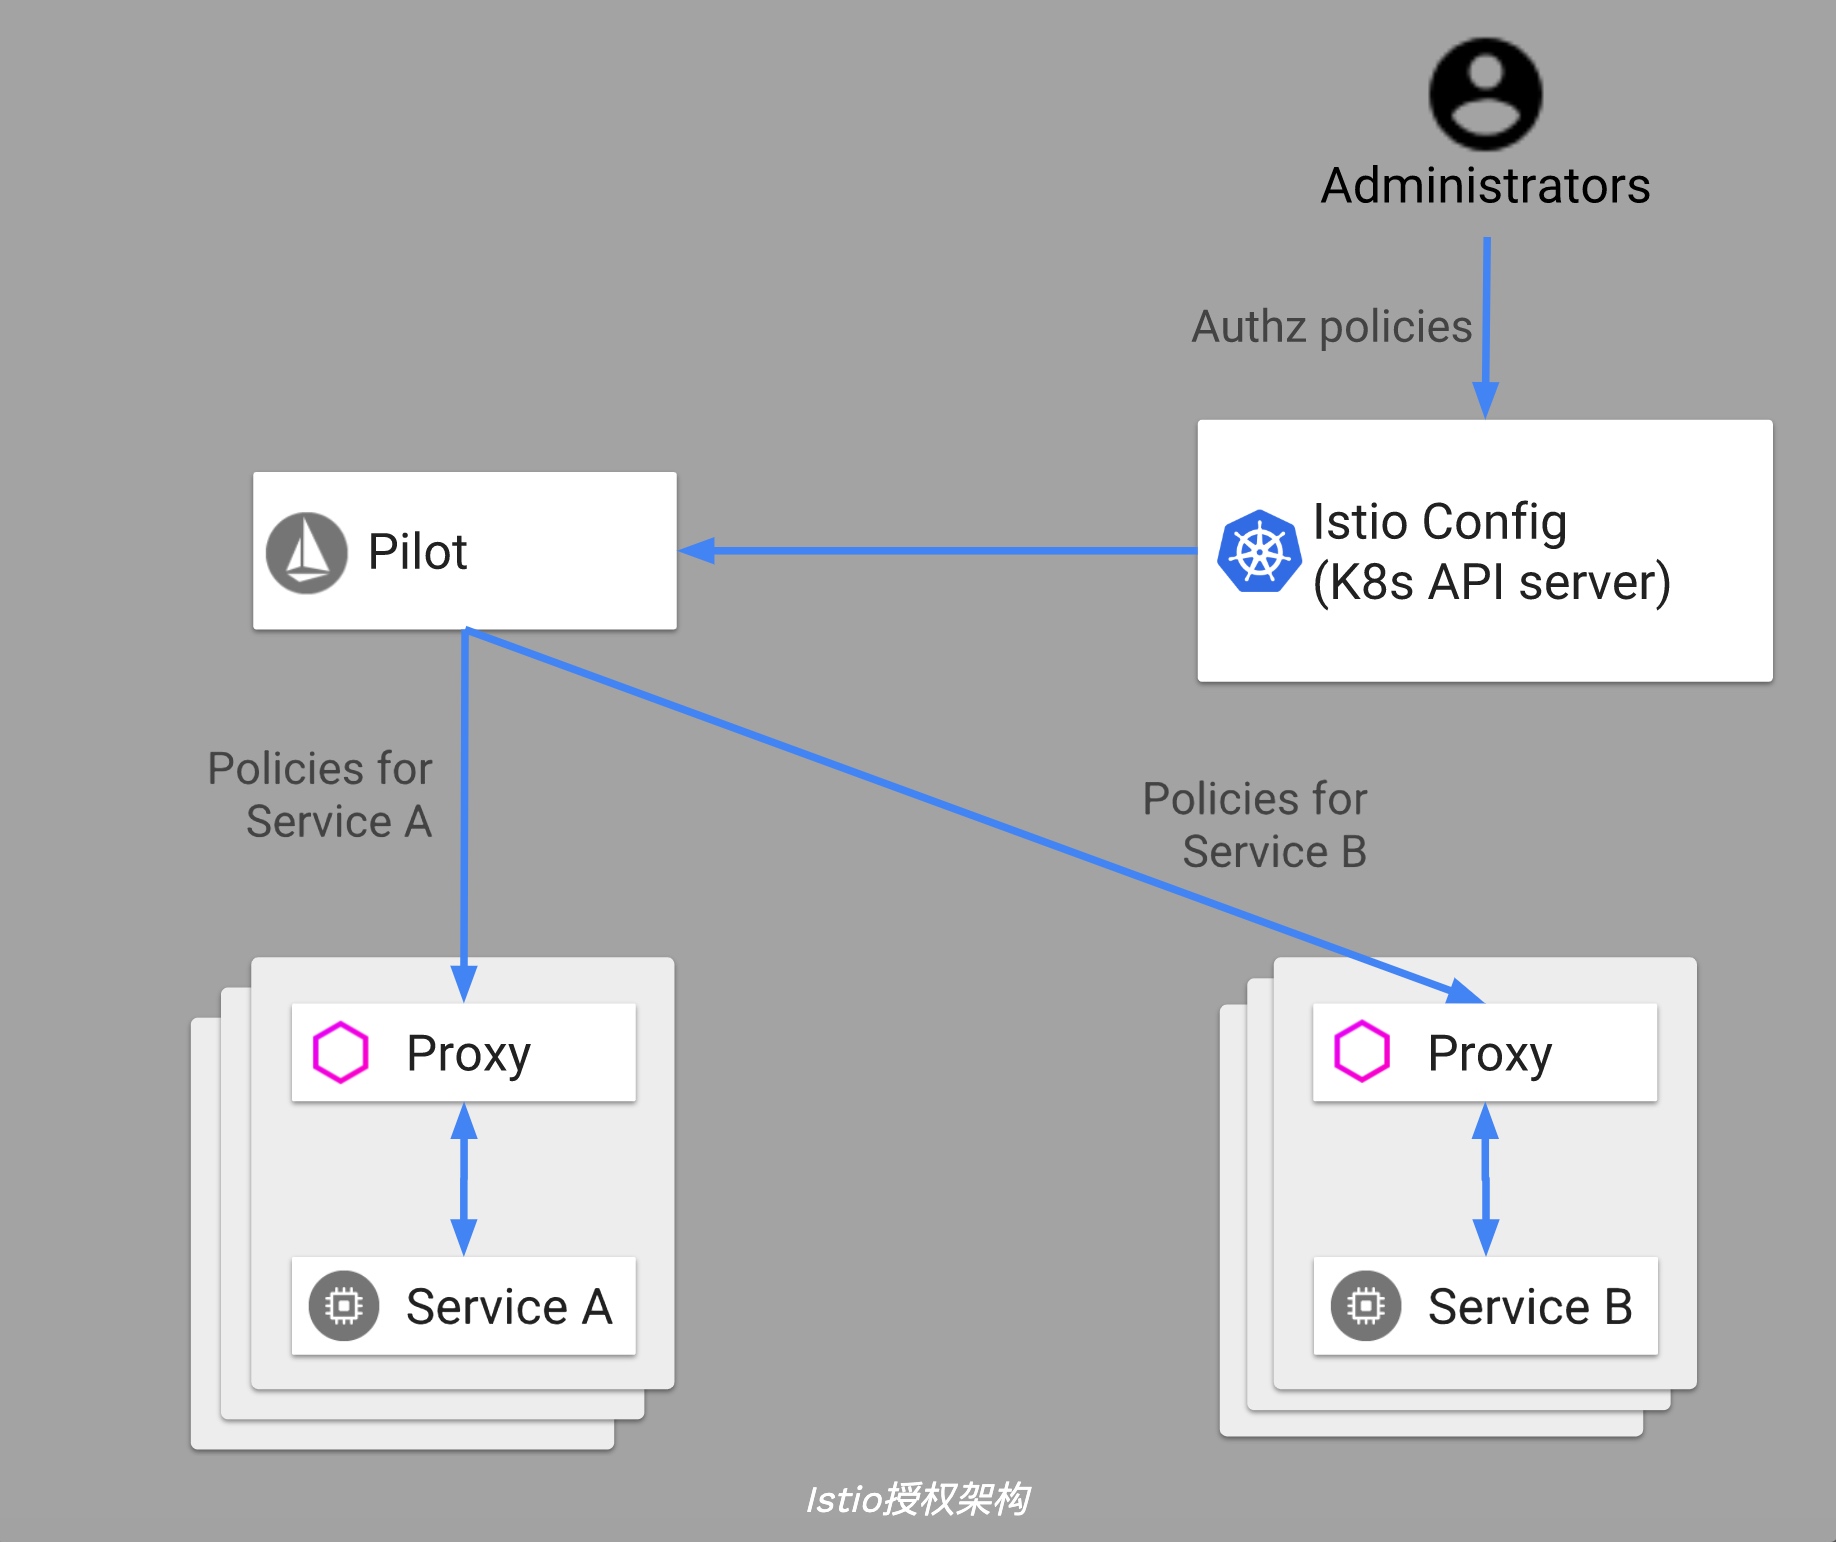 Administrators
Authz policies
Istio Config
(K8s API server)
Pilot
Policies for
Service A
Policies for
Service B
Proxy
Service A
Proxy
Service B
Istio授权架构